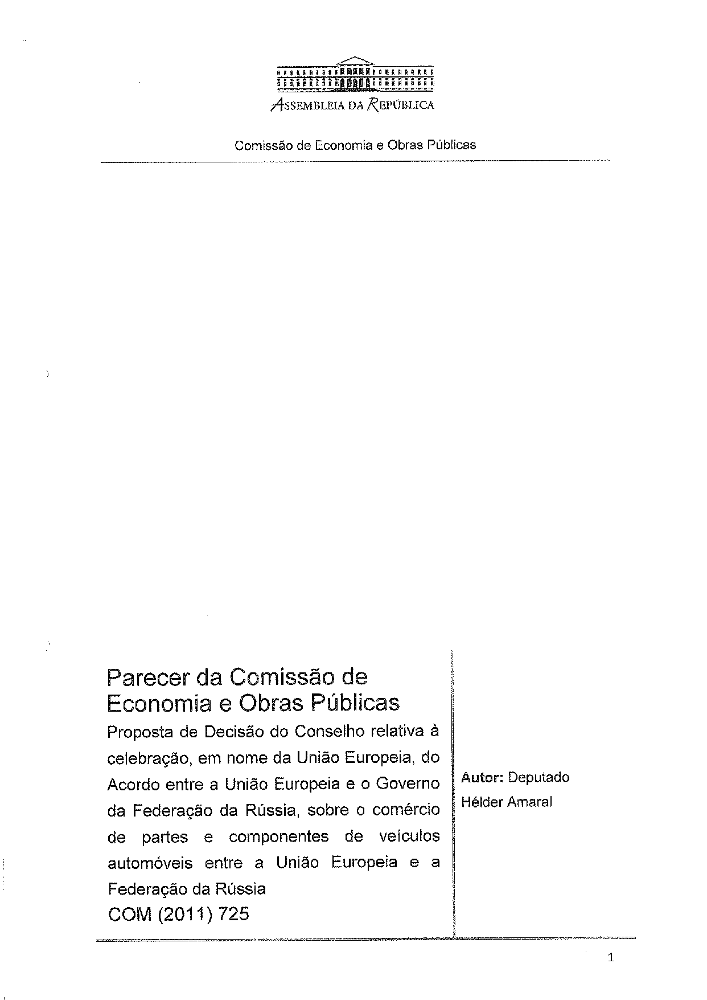 ASSEMBLEIA DA REPÚBLICA
Comissão de Economia e Obras Públicas
Parecer da Comissão de
Economia e Obras Públicas
Proposta de Decisão do Conselho relativa à
celebração, em nome da União Europeia, do
Acordo entre a União Europeia e o Governo
da Federação da Rússia, sobre o comércio
de partes e componentes de veículos
automóveis entre a União Europeia e a
Federação da Rússia
COM (2011) 725
Autor: Deputado
Hélder Amaral
1